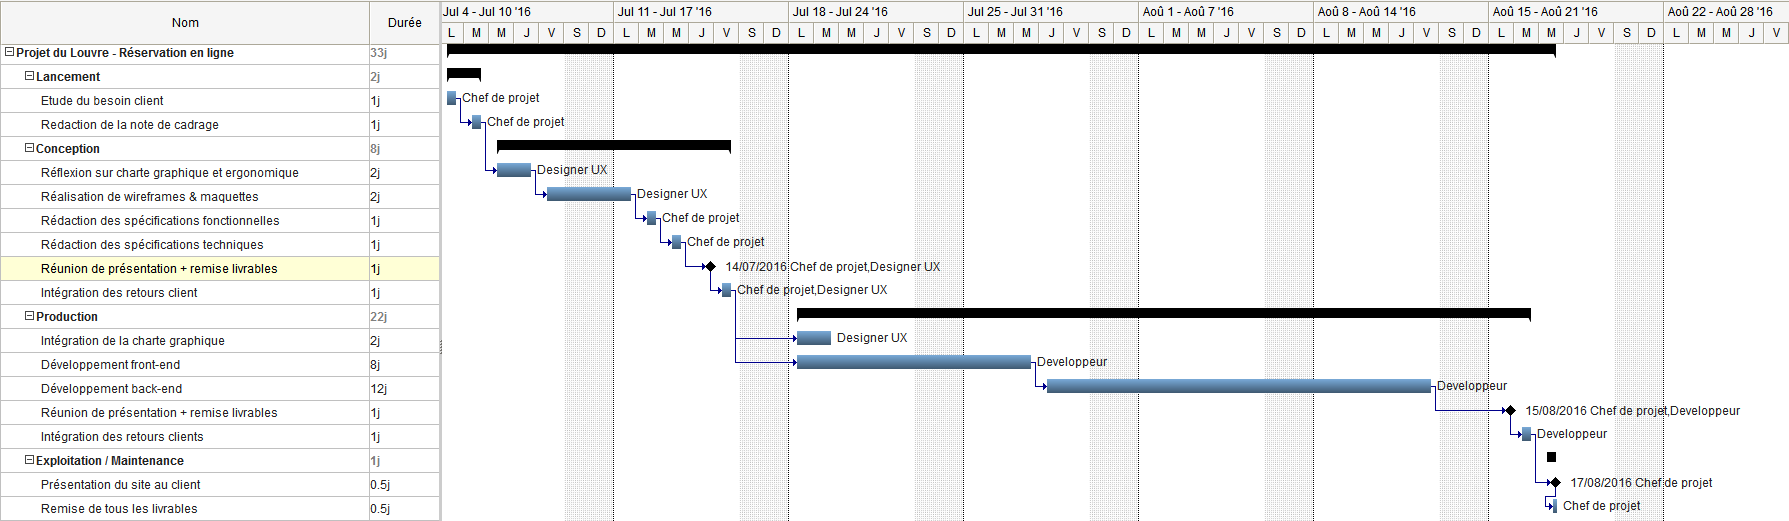 Nom Durée Jul 4 - Jul 10 '16 Jul 11 - Jul 17 '16 Jul 18 - Jul 24 '16 Jul 25 - Jul 31 '16 Aoû 1 - Aoû 7 '16 Aoû 8 - Aoû 14 '16 Aoû 15 - Aoû 21 '16 Aoû 22 - Aoû 28 '16
L M M J V S D L M M J V S D L M M J V S D L M M J V S D L M M J V S D L M M J V S D L M M J V S D L M M J V
Projet du Louvre - Réservation en ligne 33j
Lancement 2j
Etude du besoin client 1j Chef de projet
Redaction de la note de cadrage 1j Chef de projet
Conception 8j
Réflexion sur charte graphique et ergonomique 2j Designer UX
Réalisation de wireframes & maquettes 2j Designer UX
Rédaction des spécifications fonctionnelles 1j Chef de projet
Rédaction des spécifications techniques 1j Chef de projet
Réunion de présentation + remise livrables 1j 14/07/2016 Chef de projet,Designer UX
Intégration des retours client 1j Chef de projet,Designer UX
Production 22j
Intégration de la charte graphique 2j Designer UX
Développement front-end 8j Developpeur
Développement back-end 12j Developpeur
Réunion de présentation + remise livrables 1j 15/08/2016 Chef de projet,Developpeur
Intégration des retours clients 1j Developpeur
Exploitation / Maintenance 1j
Présentation du site au client 0.5j 17/08/2016 Chef de projet
Remise de tous les livrables 0.5j Chef de projet